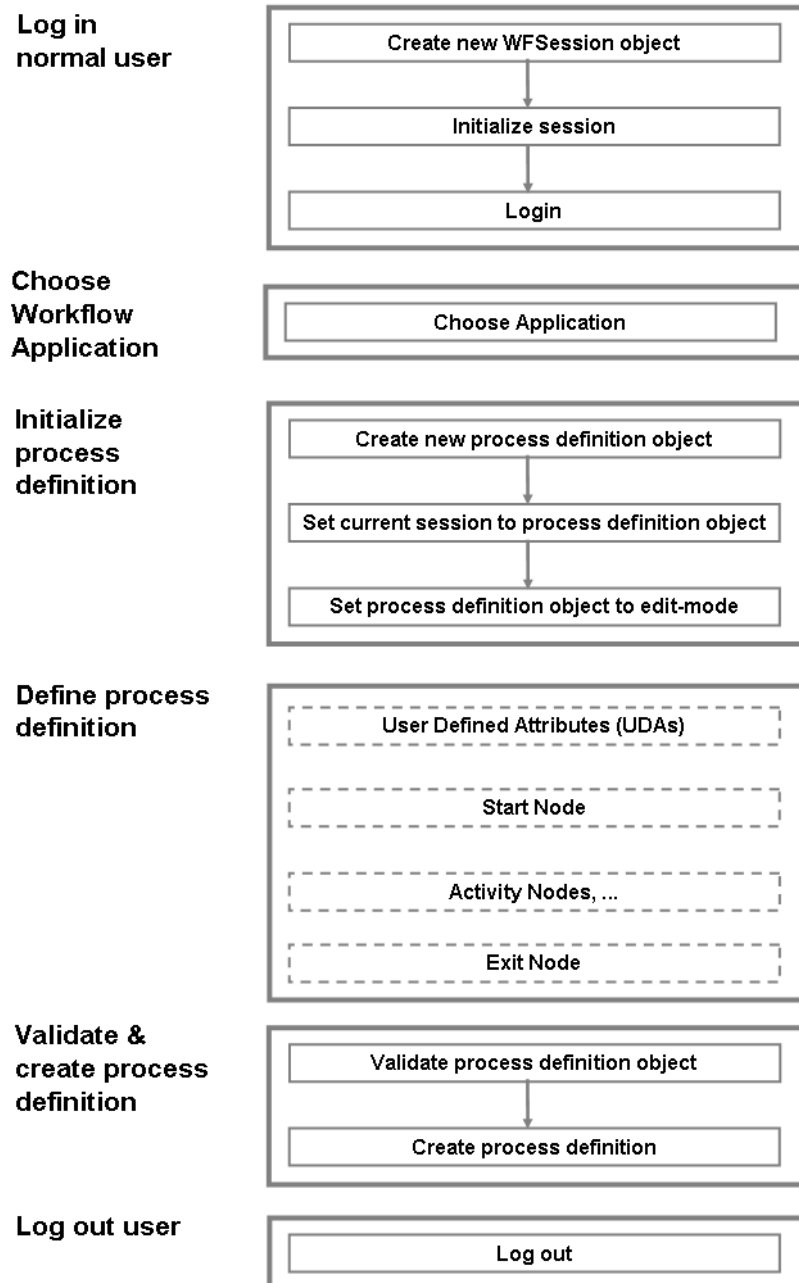 Log in
normal user
Create new WFSession object
Initialize session
Login
Choose
Workflow
Application
Choose Application
Initialize
process
definition
Create new process definition object
Set current session to process definition object
Set process definition object to edit-mode
Define process
definition
User Defined Attributes (UDAs)
Start Node
Activity Nodes, ...
Exit Node
Validate &
create process
definition
Validate process definition object
Create process definition
Log out user
Log out